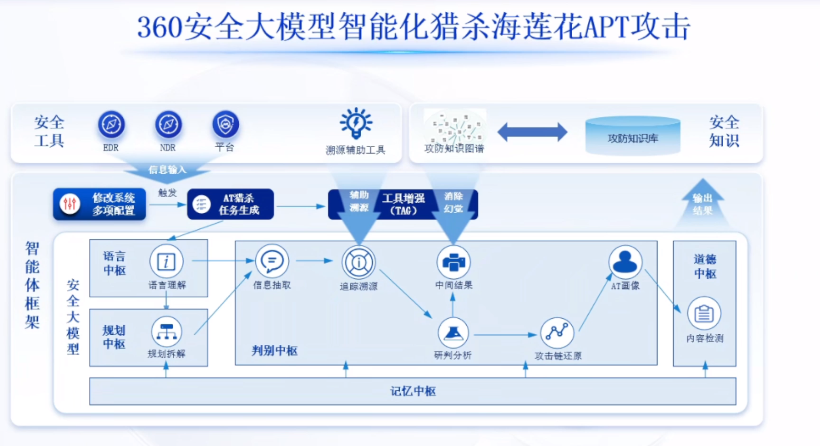 360安全大模型智能化猎杀海莲花APT攻击
安全
工具
EDR
NDR
平台
溯源辅助工具
攻防知识图谱
攻防知识库
安全
知识
信息输入
触发
修改系统
多项配置
AT猎杀
任务生成
辅助
溯源
工具增强
（TAG）
消除
幻觉
输出
结果
智能体框架
安全大模型
语言
中枢
语言理解
规划
中枢
规划拆解
信息抽取
追踪溯源
中间结果
AT画像
判别中枢
研判分析
攻击链还原
道德
中枢
内容检测
记忆中枢